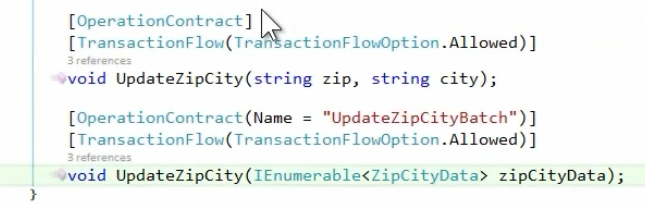 [OperationContract]
[TransactionFlow(TransactionFlowOption.Allowed)]
3 references
void UpdateZipCity(string zip, string city);
[OperationContract(Name = "UpdateZipCityBatch")]
[TransactionFlow(TransactionFlowOption.Allowed)]
3 references
void UpdateZipCity(IEnumerable<ZipCityData> zipCityData);
}